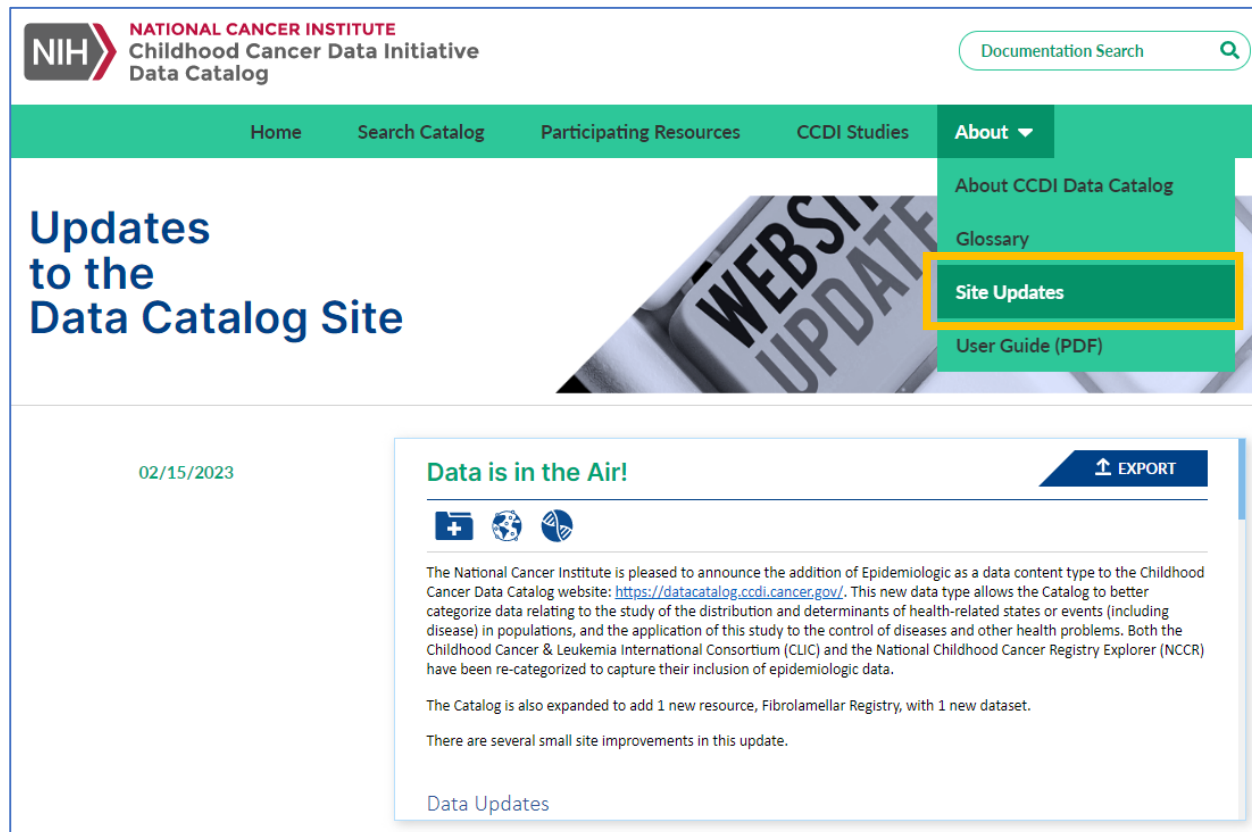 NIH
NATIONAL CANCER INSTITUTE
Childhood Cancer Data Initiative
Data Catalog
Documentation Search
Home
Search Catalog
Participating Resources
CCDI Studies
About
About CCDI Data Catalog
Glossary
Site Updates
User Guide (PDF)
Updates
to the
Data Catalog Site
WEBSI
UPDAT
02/15/2023
Data is in the Air!
EXPORT
The National Cancer Institute is pleased to announce the addition of Epidemiologic as a data content type to the Childhood
Cancer Data Catalog website: https://datacatalog.ccdi.cancer.gov/. This new data type allows the Catalog to better
categorize data relating to the study of the distribution and determinants of health-related states or events (including
disease) in populations, and the application of this study to the control of diseases and other health problems. Both the
Childhood Cancer & Leukemia International Consortium (CLIC) and the National Childhood Cancer Registry Explorer (NCCR)
have been re-categorized to capture their inclusion of epidemiologic data.
The Catalog is also expanded to add 1 new resource, Fibrolamellar Registry, with 1 new dataset.
There are several small site improvements in this update.
Data Updates